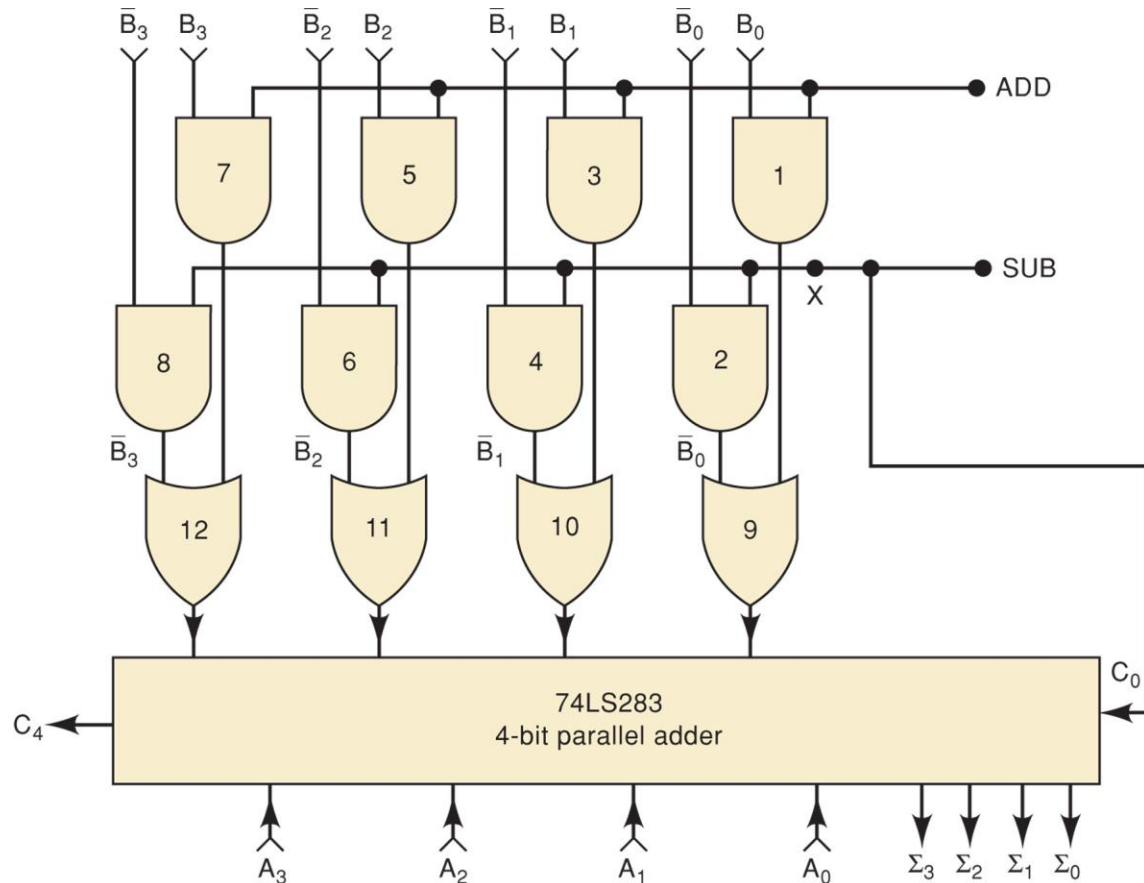 B̅₃ B₃ B̅₂ B₂ B̅₁ B₁ B̅₀ B₀
ADD
7 5 3 1
SUB
X
8 6 4 2
B̅₃ B̅₂ B̅₁ B̅₀
12 11 10 9
C₀
74LS283
C₄
4-bit parallel adder
A₃ A₂ A₁ A₀ Σ₃ Σ₂ Σ₁ Σ₀